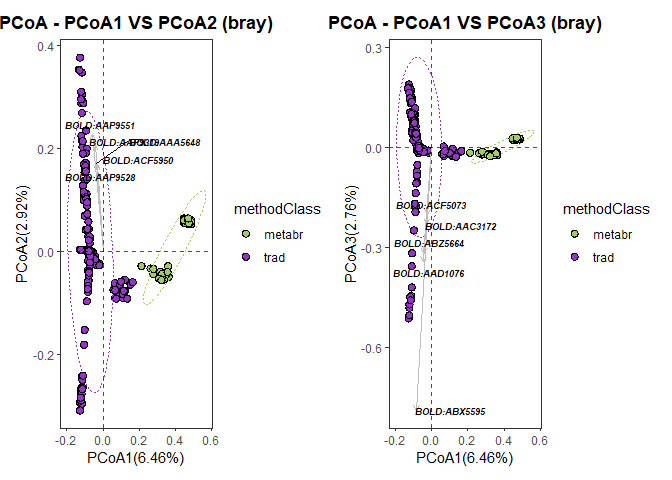 PCoA - PCoA1 VS PCoA2 (bray)
0.4
0.2
0.0
-0.2
PCoA2(2.92%)
BOLD:AAP9551
BOLD:AAA5648
BOLD:ACF5950
BOLD:AAP9528
-0.2
0.0
0.2
0.4
0.6
PCoA1(6.46%)
methodClass
metabr
trad
PCoA - PCoA1 VS PCoA3 (bray)
0.3
0.0
-0.3
-0.6
PCoA3(2.76%)
BOLD:ACF5073
BOLD:AAC3172
BOLD:ABZ5664
BOLD:AAD1076
BOLD:ABX5595
-0.2
0.0
0.2
0.4
0.6
PCoA1(6.46%)
methodClass
metabr
trad